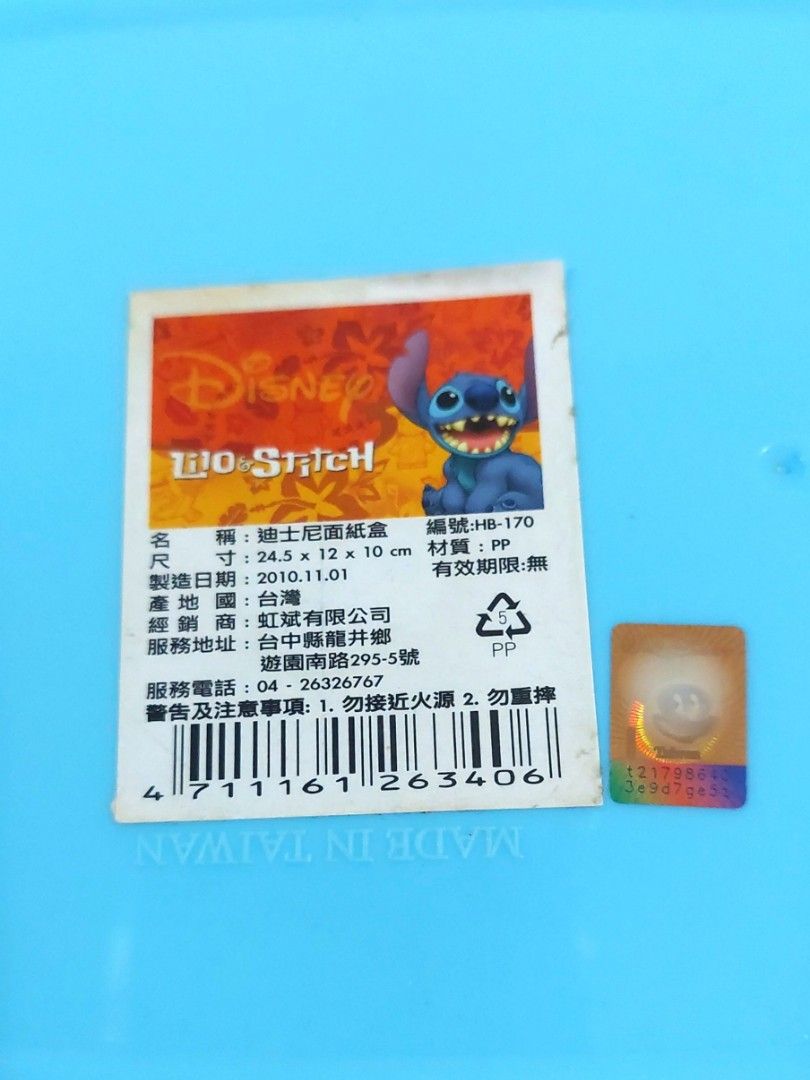 Disney
Lilo & Stitch
名 稱：迪士尼面紙盒 編號:HB-170
尺 寸：24.5 x 12 x 10 cm 材質：PP
製造日期：2010.11.01 有效期限:無
產 地 國：台灣
經 銷 商：虹斌有限公司
服務地址：台中縣龍井鄉
遊園南路295-5號
5
PP
服務電話：04 - 26326767
警告及注意事項: 1. 勿接近火源 2. 勿重摔
4 711161 263406
MADE IN TAIWAN